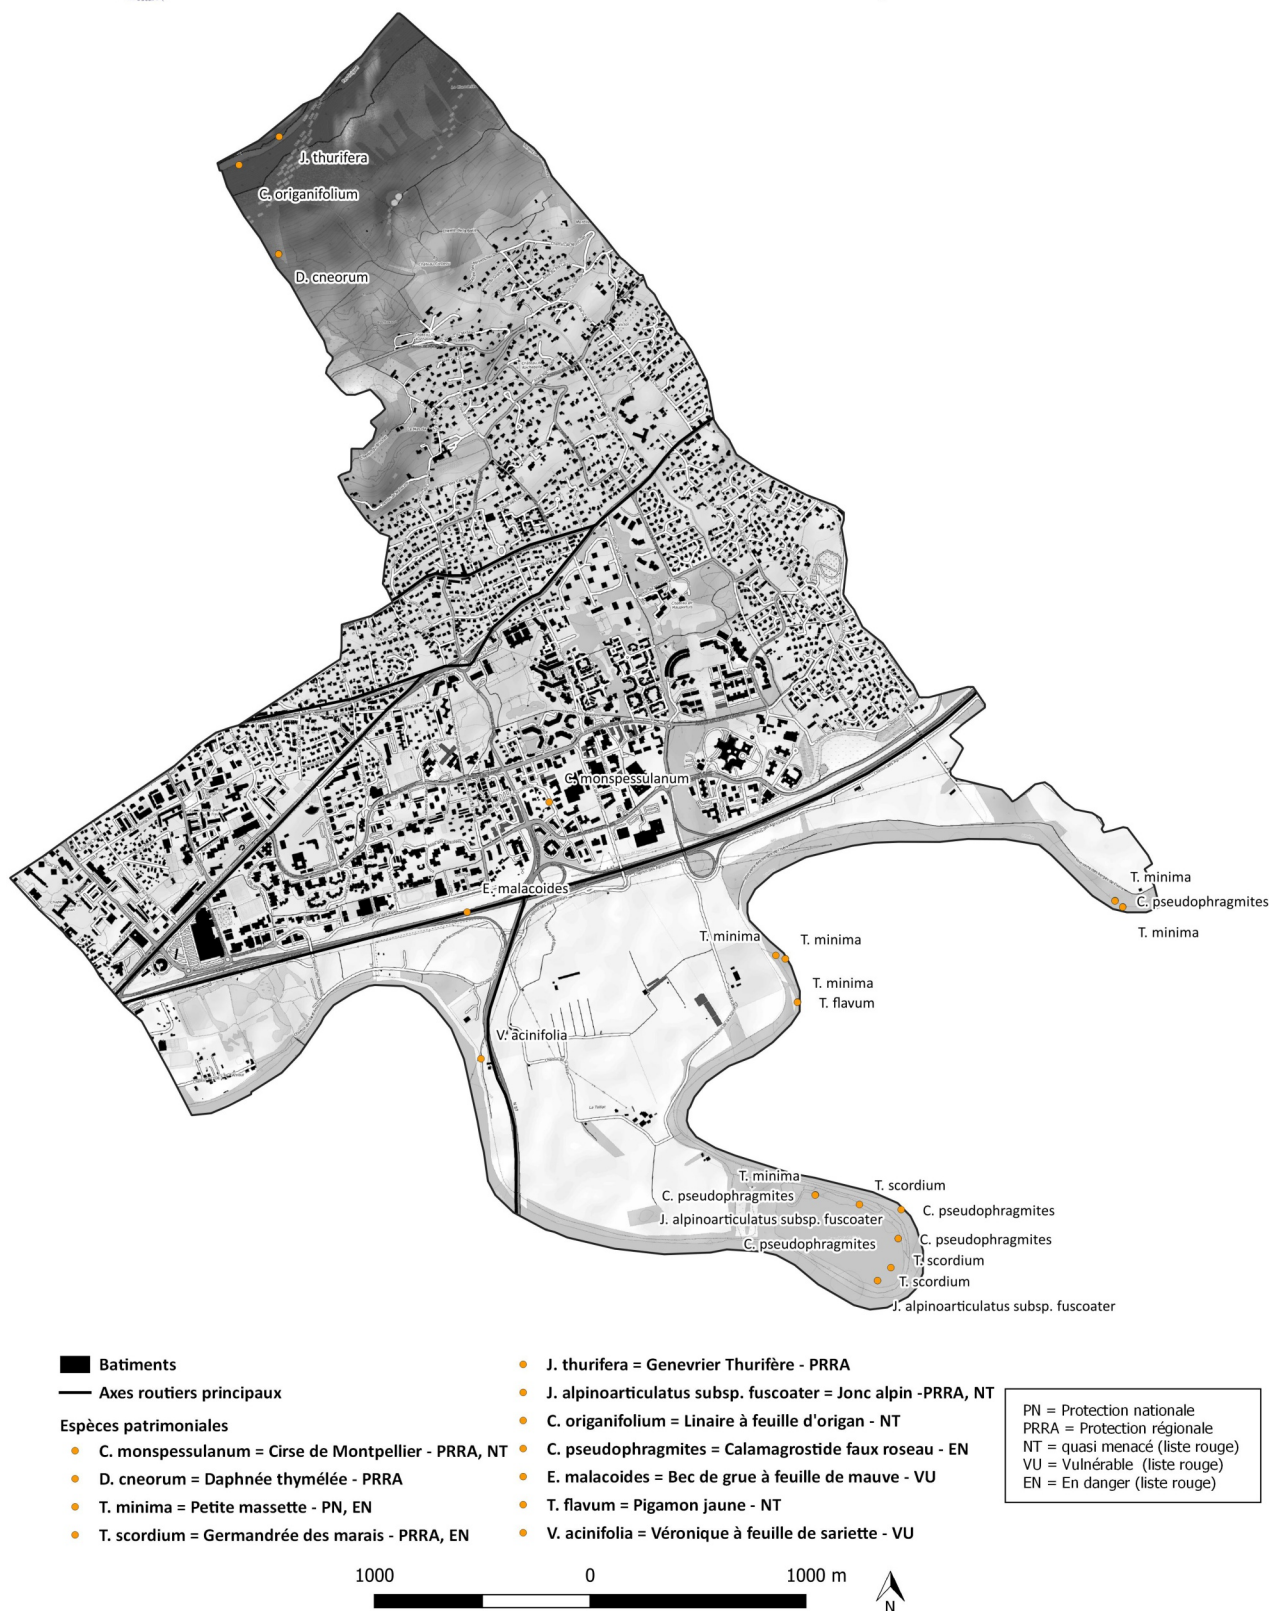 J. thurifera
C. origanifolium
D. cneorum
C. monspessulanum
E. malacoides
T. minima
C. pseudophragmites
T. minima
T. minima
T. minima
T. minima
T. flavum
V. acinifolia
T. minima
T. scordium
C. pseudophragmites
C. pseudophragmites
J. alpinoarticulatus subsp. fuscoater
C. pseudophragmites
C. pseudophragmites
T. scordium
T. scordium
J. alpinoarticulatus subsp. fuscoater
Batiments
Axes routiers principaux
Espèces patrimoniales
C. monspessulanum = Cirse de Montpellier - PRRA, NT
D. cneorum = Daphnée thymélée - PRRA
T. minima = Petite massette - PN, EN
T. scordium = Germandrée des marais - PRRA, EN
J. thurifera = Genevrier Thurifère - PRRA
J. alpinoarticulatus subsp. fuscoater = Jonc alpin -PRRA, NT
C. origanifolium = Linaire à feuille d'origan - NT
C. pseudophragmites = Calamagrostide faux roseau - EN
E. malacoides = Bec de grue à feuille de mauve - VU
T. flavum = Pigamon jaune - NT
V. acinifolia = Véronique à feuille de sariette - VU
PN = Protection nationale
PRRA = Protection régionale
NT = quasi menacé (liste rouge)
VU = Vulnérable (liste rouge)
EN = En danger (liste rouge)
1000 0 1000 m
N